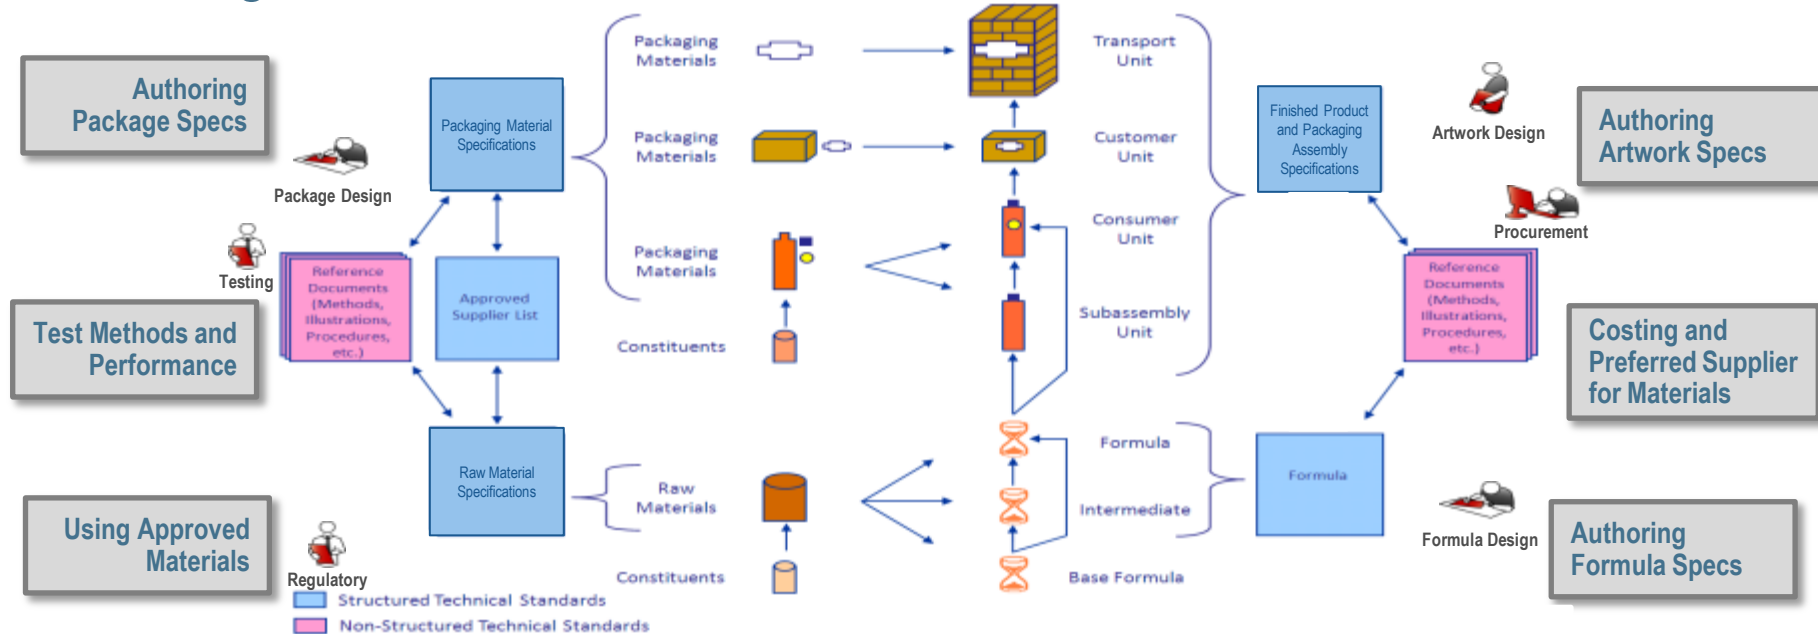 Authoring
Package Specs
Package Design
Testing
Test Methods and
Performance
Using Approved
Materials
Regulatory
Packaging Material
Specifications
Reference
Documents
(Methods,
Illustrations,
Procedures,
etc.)
Approved
Supplier List
Raw Material
Specifications
Structured Technical Standards
Non-Structured Technical Standards
Packaging
Materials
Packaging
Materials
Packaging
Materials
Constituents
Raw
Materials
Constituents
Transport
Unit
Customer
Unit
Consumer
Unit
Subassembly
Unit
Formula
Intermediate
Base Formula
Finished Product
and Packaging
Assembly
Specifications
Reference
Documents
(Methods,
Illustrations,
Procedures,
etc.)
Formula
Artwork Design
Procurement
Formula Design
Authoring
Artwork Specs
Costing and
Preferred Supplier
for Materials
Authoring
Formula Specs